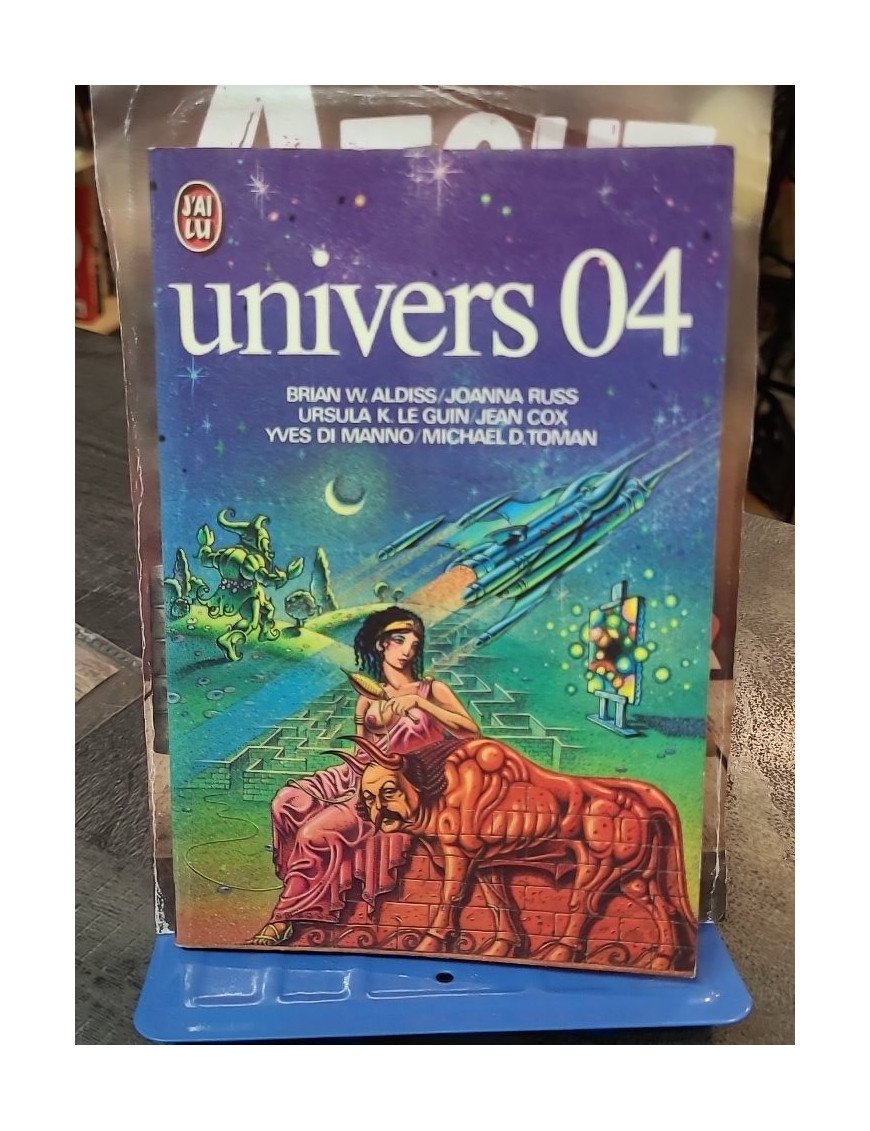 J'AI
LU
univers 04
BRIAN W. ALDISS/JOANNA RUSS
URSULA K. LE GUIN/JEAN COX
YVES DI MANNO/MICHAEL D. TOMAN